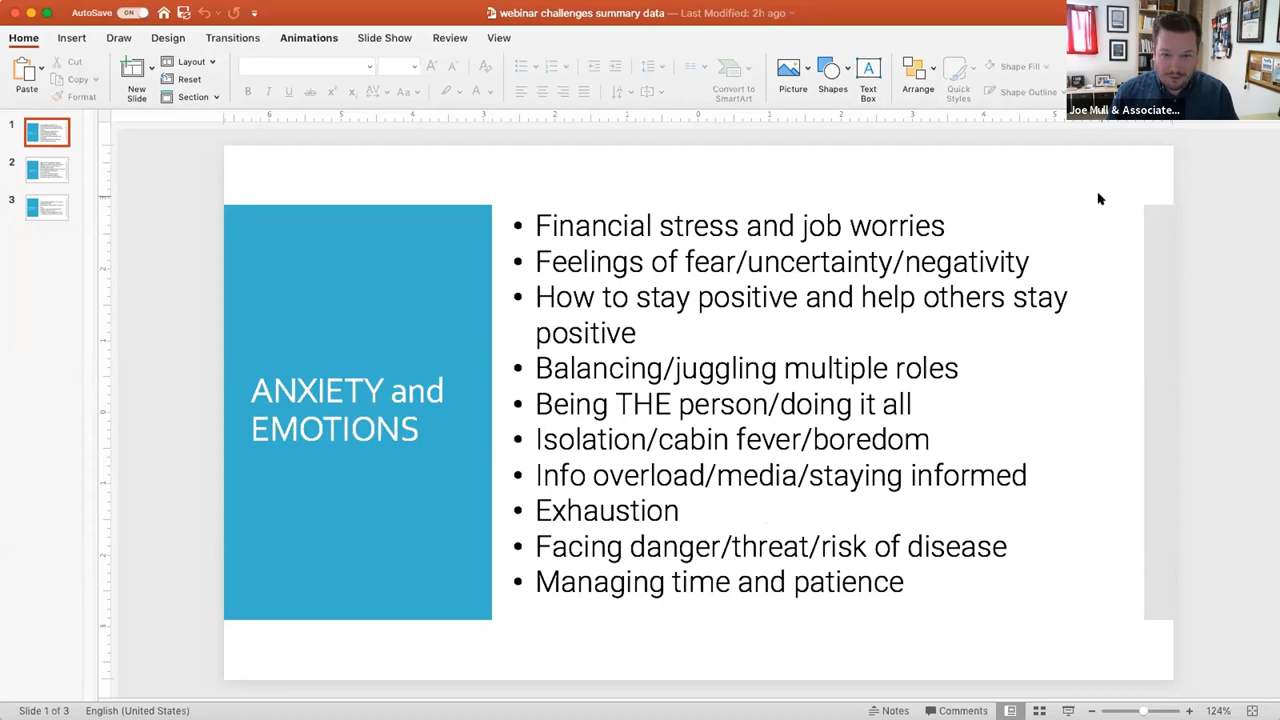 AutoSave ON
webinar challenges summary data — Last Modified: 2h ago
Home Insert Draw Design Transitions Animations Slide Show Review View
Paste
Cut
Copy
Format
New Slide
Layout
Reset
Section
Convert to SmartArt
Picture
Shapes
Text Box
Arrange
Quick Styles
Shape Fill
Shape Outline
Joe Mull & Associate...
1
2
3
ANXIETY and
EMOTIONS
• Financial stress and job worries
• Feelings of fear/uncertainty/negativity
• How to stay positive and help others stay
positive
• Balancing/juggling multiple roles
• Being THE person/doing it all
• Isolation/cabin fever/boredom
• Info overload/media/staying informed
• Exhaustion
• Facing danger/threat/risk of disease
• Managing time and patience
Slide 1 of 3 English (United States) Notes Comments 124%